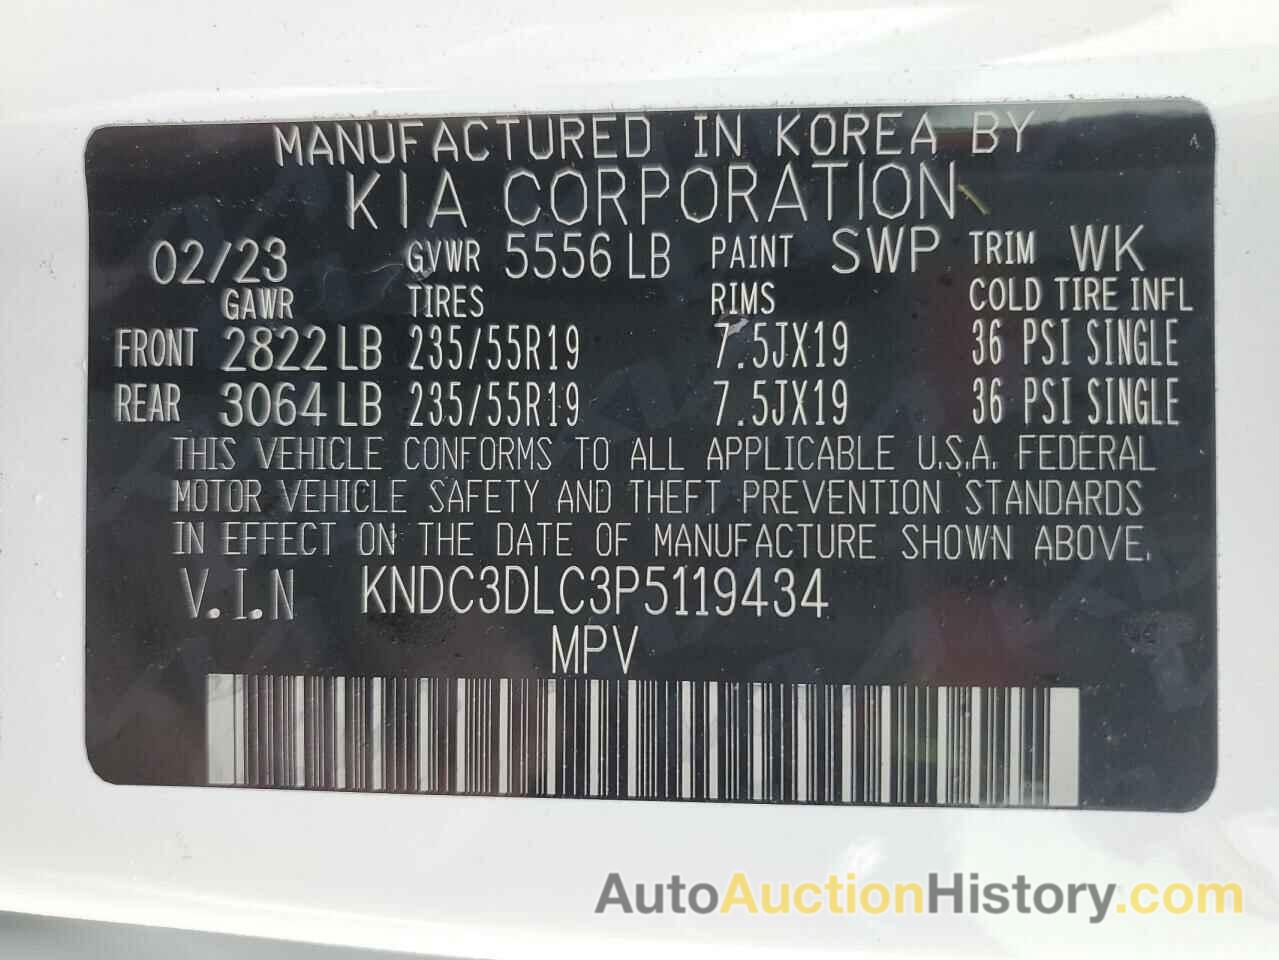 MANUFACTURED IN KOREA BY
KIA CORPORATION
02/23 GVWR 5556 LB PAINT SWP TRIM WK
GAWR TIRES RIMS COLD TIRE INFL
FRONT 2822 LB 235/55R19 7.5JX19 36 PSI SINGLE
REAR 3064 LB 235/55R19 7.5JX19 36 PSI SINGLE
THIS VEHICLE CONFORMS TO ALL APPLICABLE U.S.A. FEDERAL
MOTOR VEHICLE SAFETY AND THEFT PREVENTION STANDARDS
IN EFFECT ON THE DATE OF MANUFACTURE SHOWN ABOVE.
V.I.N KNDC3DLC3P5119434
MPV
AutoAuctionHistory.com